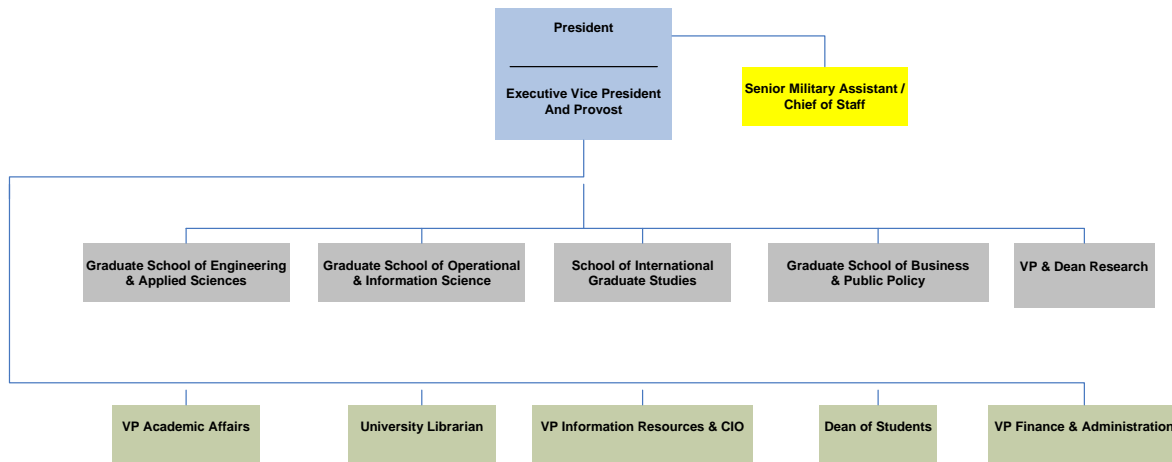 President
Executive Vice President
And Provost
Senior Military Assistant /
Chief of Staff
Graduate School of Engineering
& Applied Sciences
Graduate School of Operational
& Information Science
School of International
Graduate Studies
Graduate School of Business
& Public Policy
VP & Dean Research
VP Academic Affairs
University Librarian
VP Information Resources & CIO
Dean of Students
VP Finance & Administration